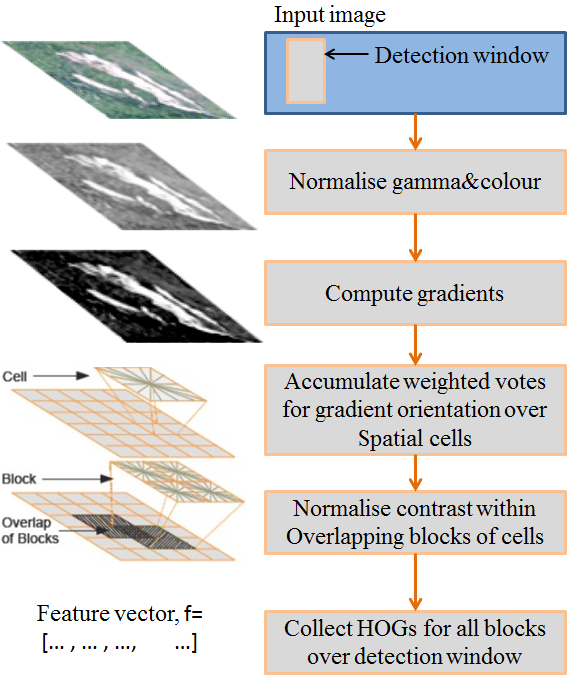 Input image
Detection window
Normalise gamma&colour
Compute gradients
Cell
Accumulate weighted votes
for gradient orientation over
Spatial cells
Block
Overlap
of Blocks
Normalise contrast within
Overlapping blocks of cells
Feature vector, f=
[... , ... , ..., ...]
Collect HOGs for all blocks
over detection window